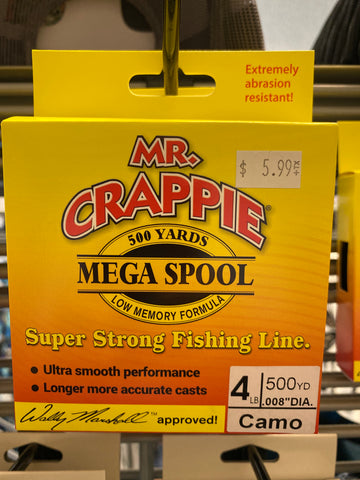 Extremely
abrasion
resistant!
MR.
$ 5.99
CRAPPIE®
500 YARDS
MEGA SPOOL
LOW MEMORY FORMULA
Super Strong Fishing Line.
• Ultra smooth performance
• Longer more accurate casts
4 LB 500YD
.008"DIA.
Camo
Wally Marshall™ approved!